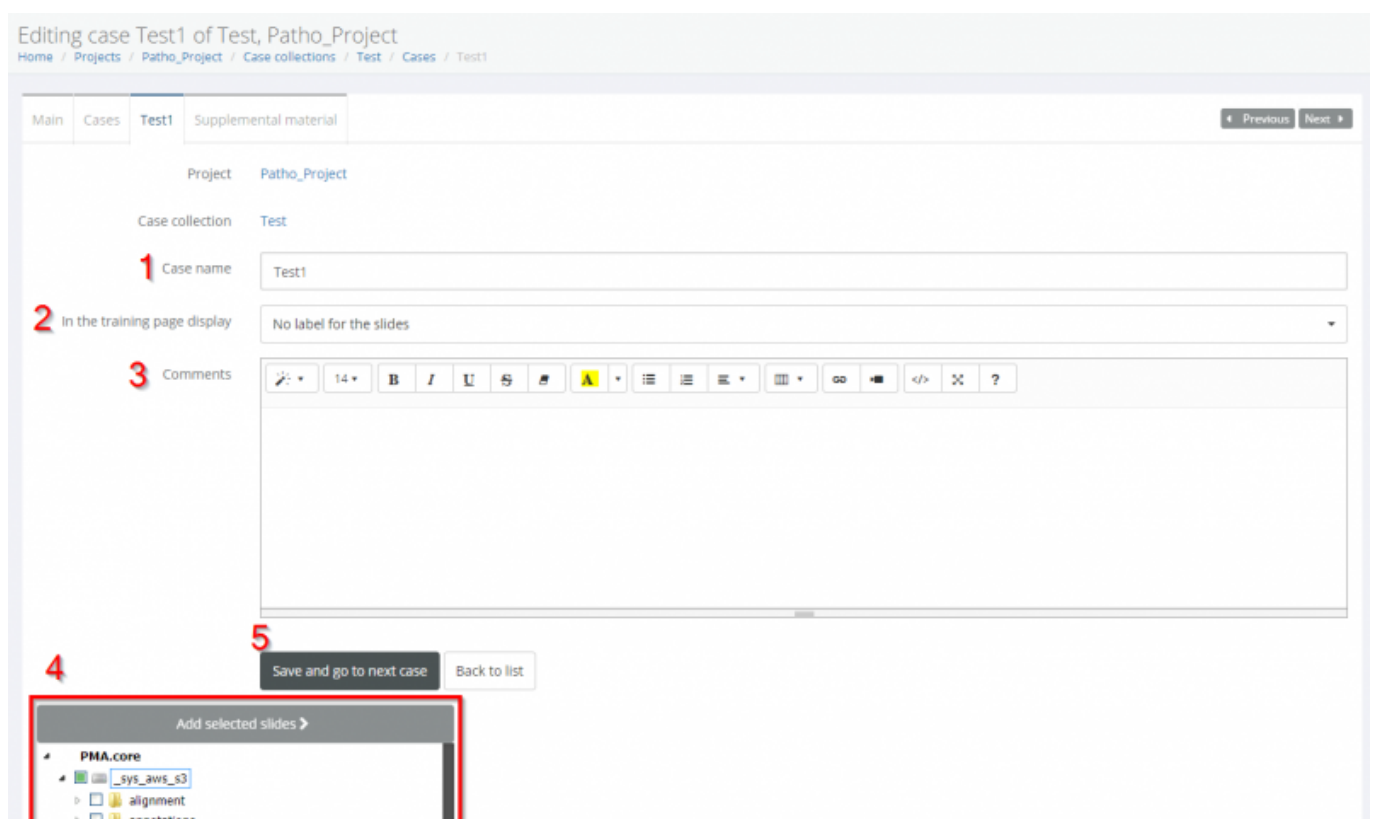 Editing case Test1 of Test, Patho_Project
Home / Projects / Patho_Project / Case collections / Test / Cases / Test1
Main Cases Test1 Supplemental material Previous Next
Project Patho_Project
Case collection Test
1 Case name Test1
2 In the training page display No label for the slides
3 Comments 14 B I U S A </> ?
5
4 Save and go to next case Back to list
Add selected slides
PMA.core
_sys_aws_s3
alignment